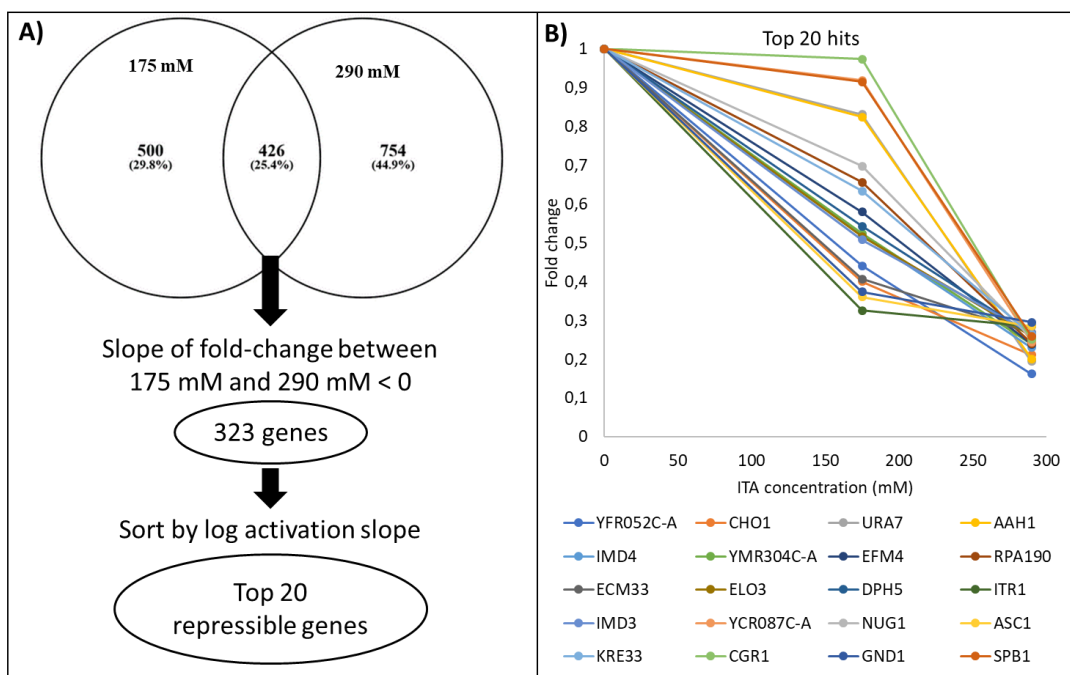 A)
175 mM
290 mM
500
(29.8%)
426
(25.4%)
754
(44.9%)
Slope of fold-change between
175 mM and 290 mM < 0
323 genes
Sort by log activation slope
Top 20
repressible genes
B)
Top 20 hits
Fold change
1
0,9
0,8
0,7
0,6
0,5
0,4
0,3
0,2
0,1
0
0 50 100 150 200 250 300
ITA concentration (mM)
YFR052C-A CHO1 URA7 AAH1
IMD4 YMR304C-A EFM4 RPA190
ECM33 ELO3 DPH5 ITR1
IMD3 YCR087C-A NUG1 ASC1
KRE33 CGR1 GND1 SPB1